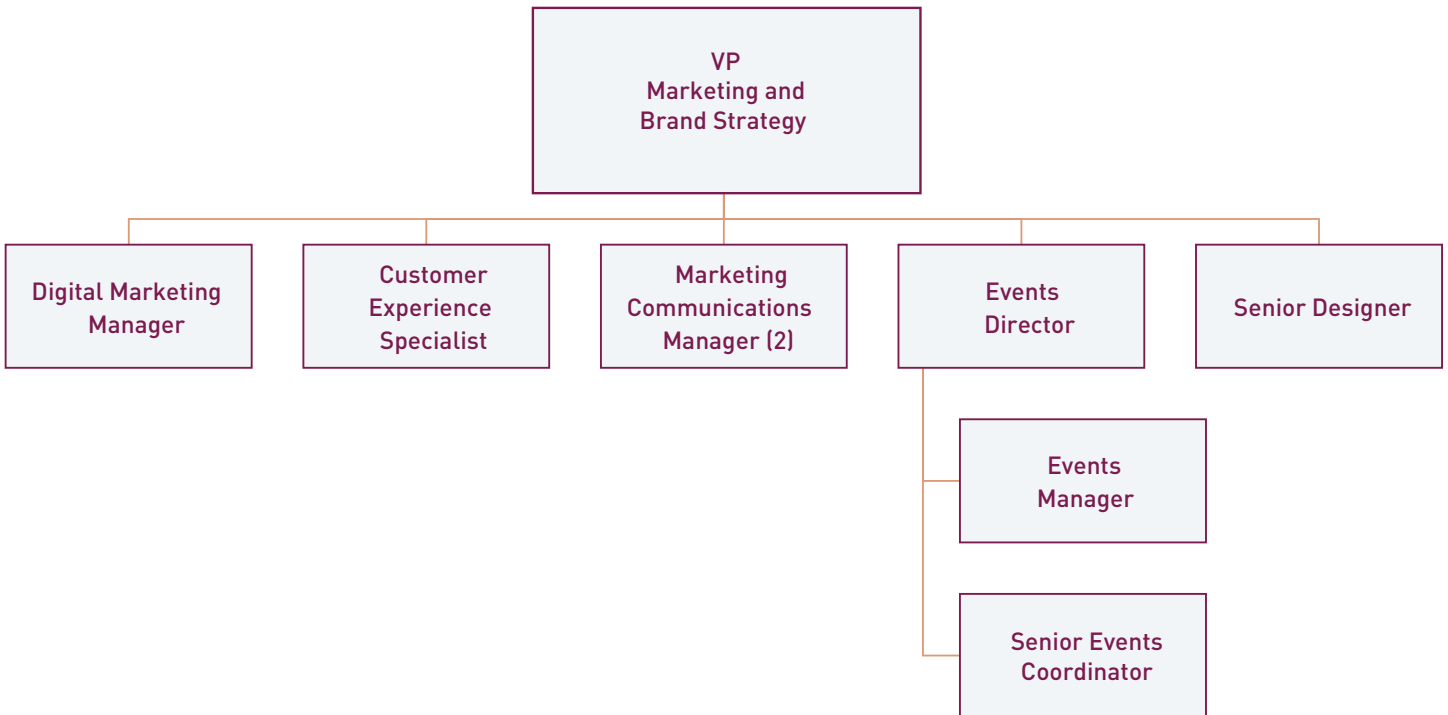 VP
Marketing and
Brand Strategy
Digital Marketing
Manager
Customer
Experience
Specialist
Marketing
Communications
Manager (2)
Events
Director
Senior Designer
Events
Manager
Senior Events
Coordinator